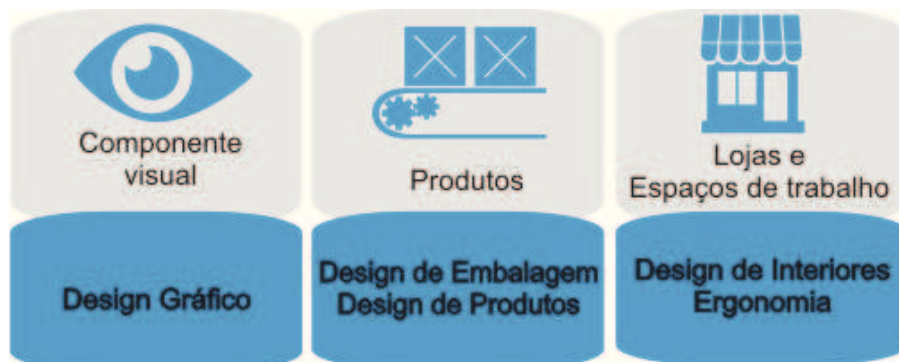 Componente
visual
Design Gráfico
Produtos
Design de Embalagem
Design de Produtos
Lojas e
Espaços de trabalho
Design de Interiores
Ergonomia